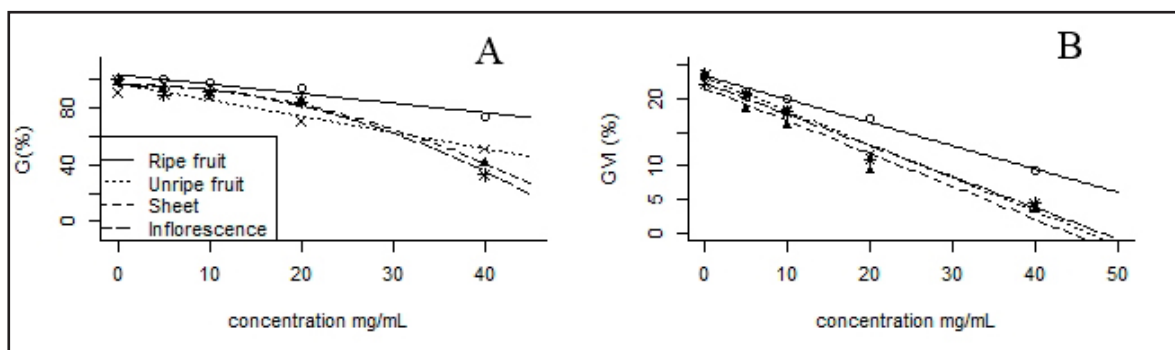 A
G(%)
80
40
0
Ripe fruit
Unripe fruit
Sheet
Inflorescence
0 10 20 30 40
concentration mg/mL
B
GVI (%)
20
10
5
0
0 10 20 30 40 50
concentration mg/mL